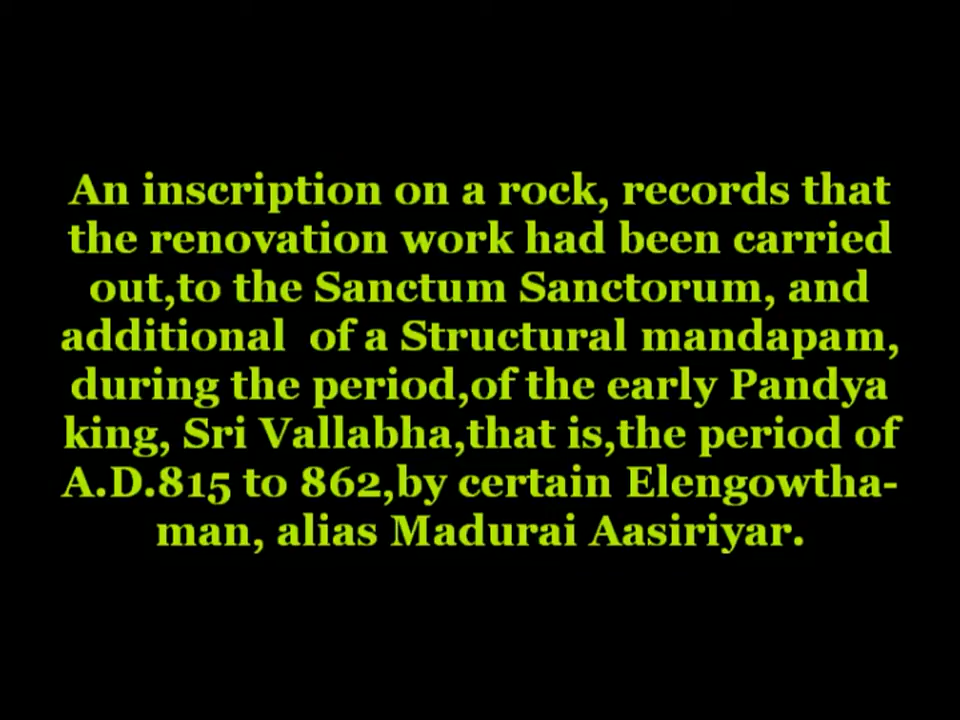 An inscription on a rock, records that
the renovation work had been carried
out,to the Sanctum Sanctorum, and
additional  of a Structural mandapam,
during the period,of the early Pandya
king, Sri Vallabha,that is,the period of
A.D.815 to 862,by certain Elengowtha-
man, alias Madurai Aasiriyar.